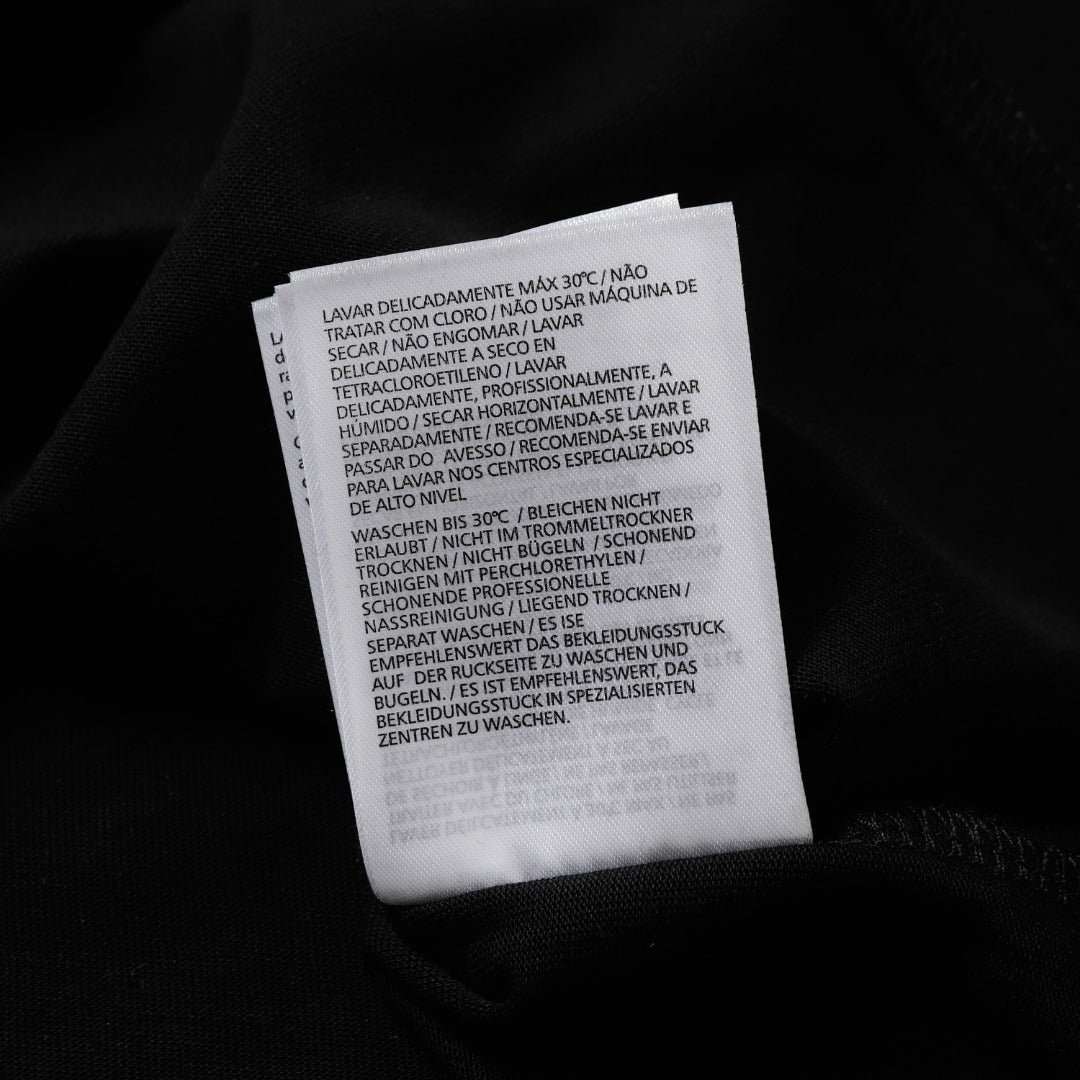 LAVAR DELICADAMENTE MÁX 30°C / NÃO
TRATAR COM CLORO / NÃO USAR MÁQUINA DE
SECAR / NÃO ENGOMAR / LAVAR
DELICADAMENTE A SECO EN
TETRACLOROETILENO / LAVAR
DELICADAMENTE, PROFISSIONALMENTE, A
HÚMIDO / SECAR HORIZONTALMENTE / LAVAR
SEPARADAMENTE / RECOMENDA-SE LAVAR E
PASSAR DO AVESSO / RECOMENDA-SE ENVIAR
PARA LAVAR NOS CENTROS ESPECIALIZADOS
DE ALTO NIVEL
WASCHEN BIS 30°C / BLEICHEN NICHT
ERLAUBT / NICHT IM TROMMELTROCKNER
TROCKNEN / NICHT BÜGELN / SCHONEND
REINIGEN MIT PERCHLORETHYLEN /
SCHONENDE PROFESSIONELLE
NASSREINIGUNG / LIEGEND TROCKNEN /
SEPARAT WASCHEN / ES ISE
EMPFEHLENSWERT DAS BEKLEIDUNGSSTUCK
AUF DER RUCKSEITE ZU WASCHEN UND
BUGELN. / ES IST EMPFEHLENSWERT, DAS
BEKLEIDUNGSSTUCK IN SPEZIALISIERTEN
ZENTREN ZU WASCHEN.